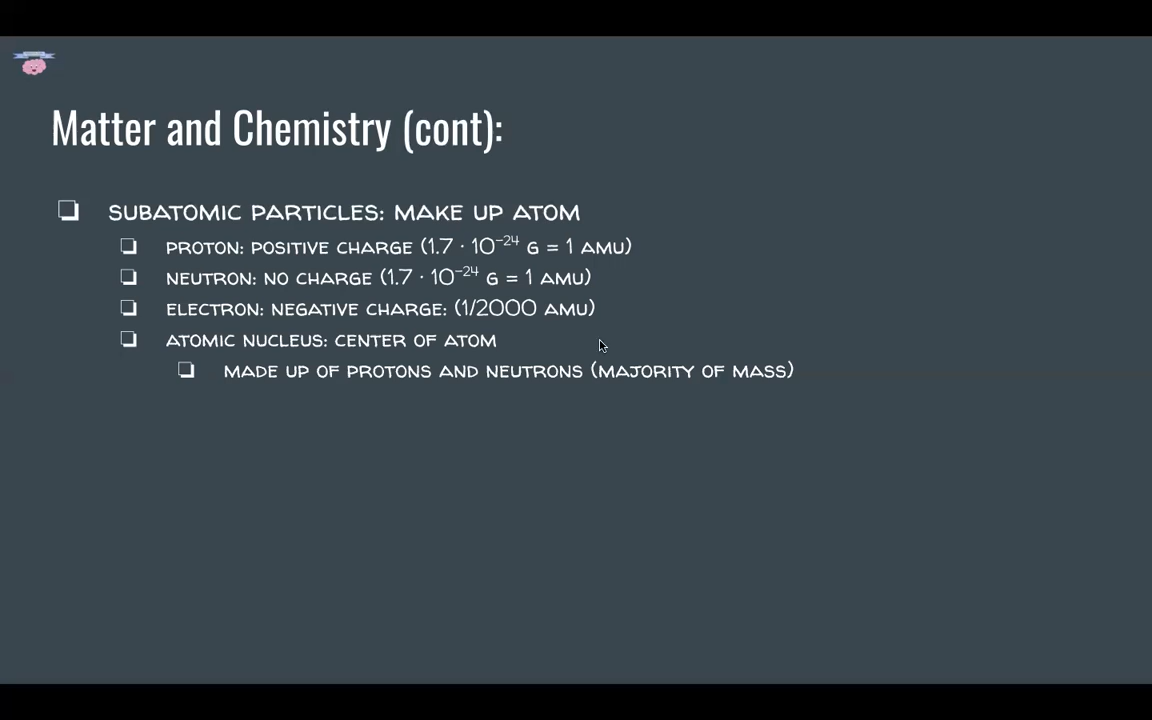 Matter and Chemistry (cont):
❏ SUBATOMIC PARTICLES: MAKE UP ATOM
❏ PROTON: POSITIVE CHARGE (1.7 · 10⁻²⁴ G = 1 AMU)
❏ NEUTRON: NO CHARGE (1.7 · 10⁻²⁴ G = 1 AMU)
❏ ELECTRON: NEGATIVE CHARGE: (1/2000 AMU)
❏ ATOMIC NUCLEUS: CENTER OF ATOM
❏ MADE UP OF PROTONS AND NEUTRONS (MAJORITY OF MASS)